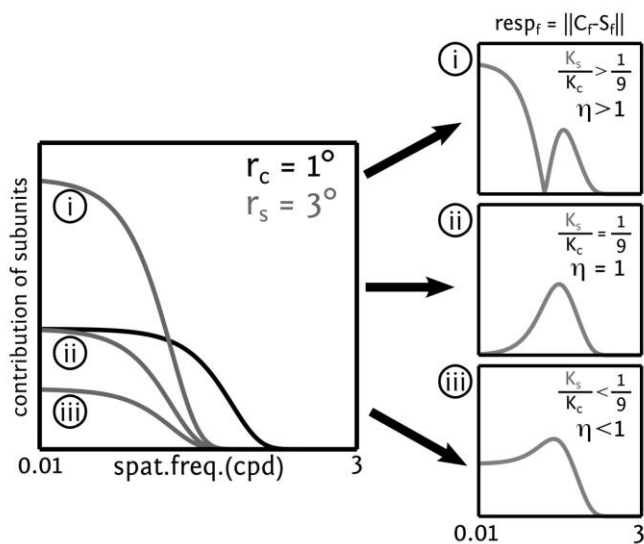 contribution of subunits
i
ii
iii
r_c = 1°
r_s = 3°
0.01
spat.freq.(cpd)
3
resp_f = ||C_f-S_f||
i
K_s/K_c > 1/9
η>1
ii
K_s/K_c = 1/9
η = 1
iii
K_s/K_c < 1/9
η<1
0.01
3